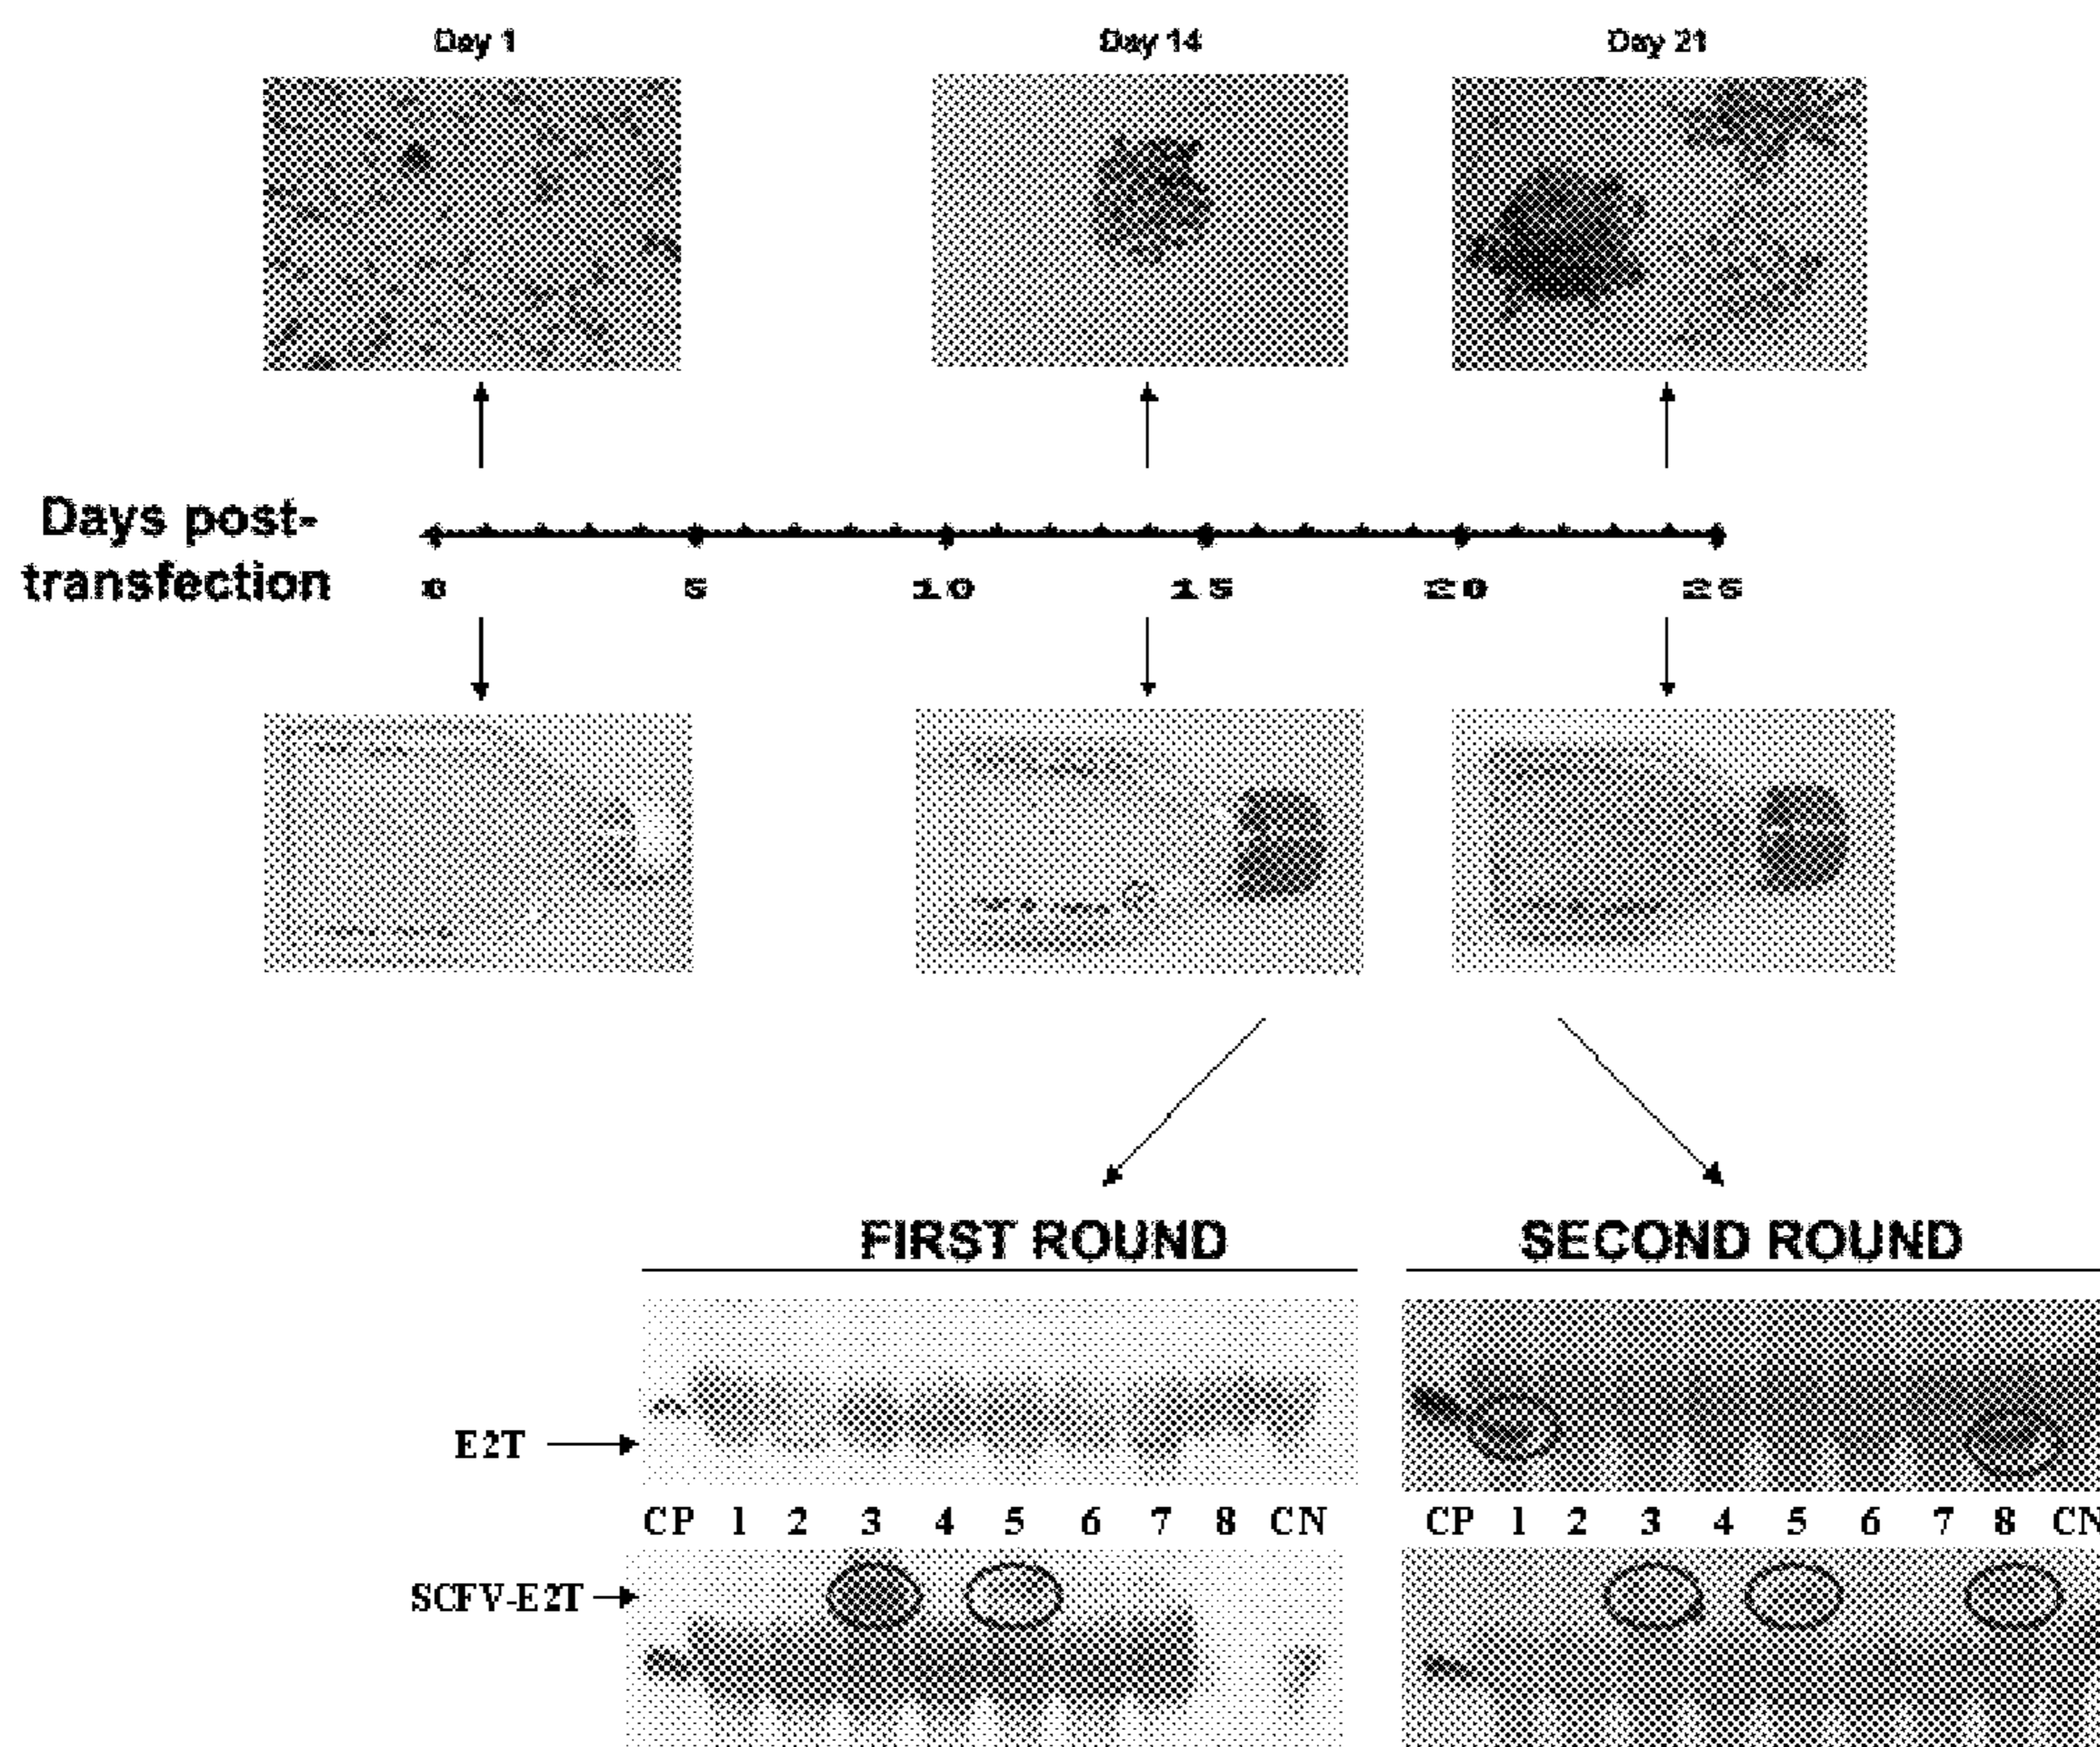 Day 1 Day 14 Day 21
Days post-
transfection
0 5 10 15 20 25
FIRST ROUND SECOND ROUND
E2T
CP 1 2 3 4 5 6 7 8 CN CP 1 2 3 4 5 6 7 8 CN
SCFV-E2T